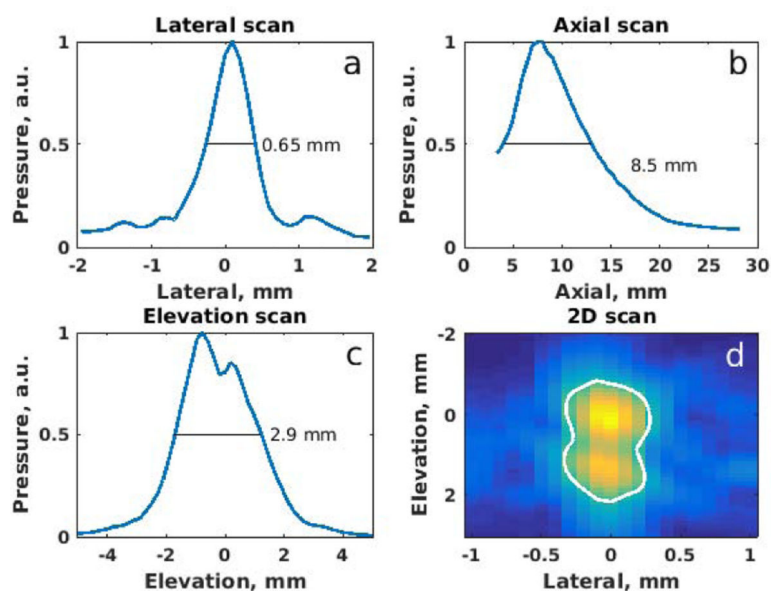 Lateral scan
a
Pressure, a.u.
1
0.5
0
0.65 mm
-2 -1 0 1 2
Lateral, mm
Axial scan
b
Pressure, a.u.
1
0.5
0
8.5 mm
0 5 10 15 20 25 30
Axial, mm
Elevation scan
c
Pressure, a.u.
1
0.5
0
2.9 mm
-4 -2 0 2 4
Elevation, mm
2D scan
d
Elevation, mm
-2
0
2
-1 -0.5 0 0.5 1
Lateral, mm